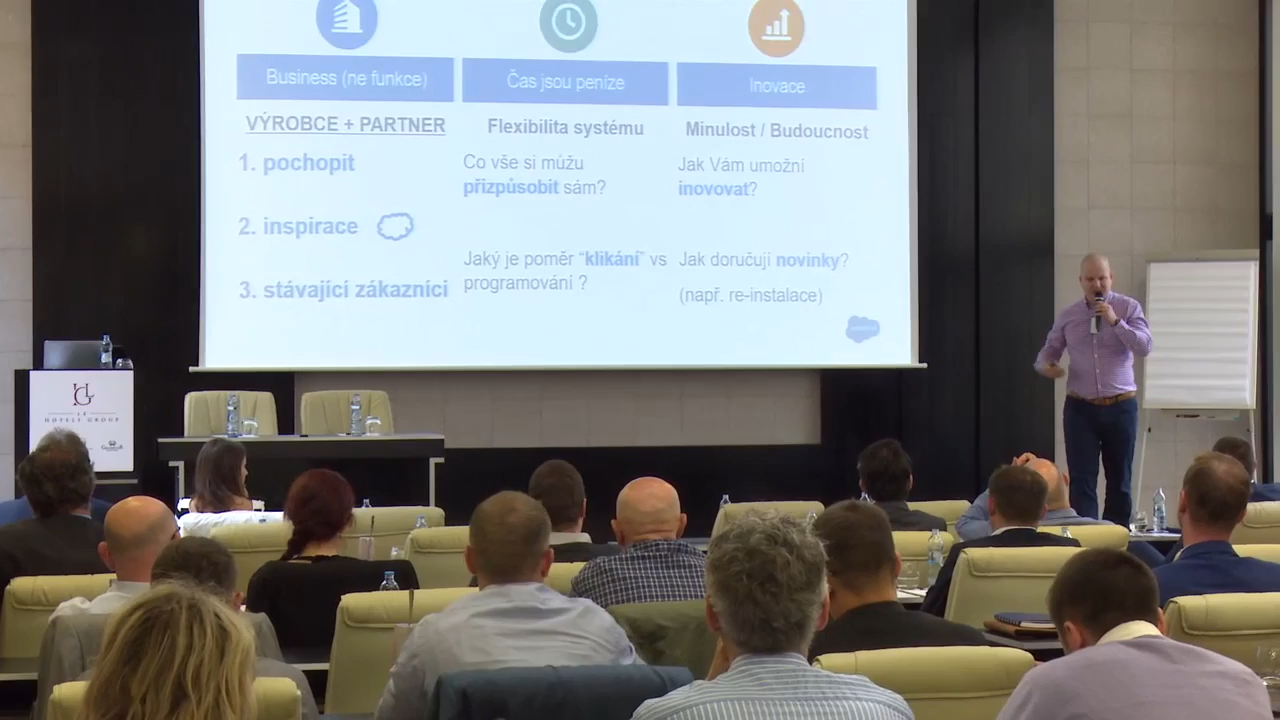 Business (ne funkce)
Čas jsou peníze
Inovace
VÝROBCE + PARTNER
1. pochopit
2. inspirace
3. stávající zákazníci
Flexibilita systému
Co vše si můžu
přizpůsobit sám?
Jaký je poměr “klikání” vs
programování ?
Minulost / Budoucnost
Jak Vám umožní
inovovat?
Jak doručují novinky?
(např. re-instalace)
HOTELS GROUP